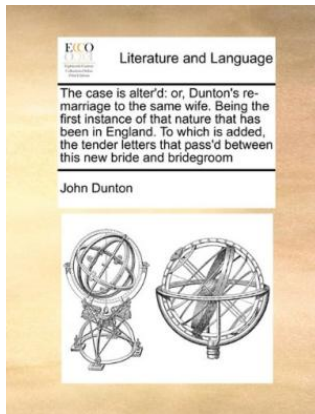 ECCO
Literature and Language
The case is alter'd: or, Dunton's re-
marriage to the same wife. Being the
first instance of that nature that has
been in England. To which is added,
the tender letters that pass'd between
this new bride and bridegroom
John Dunton